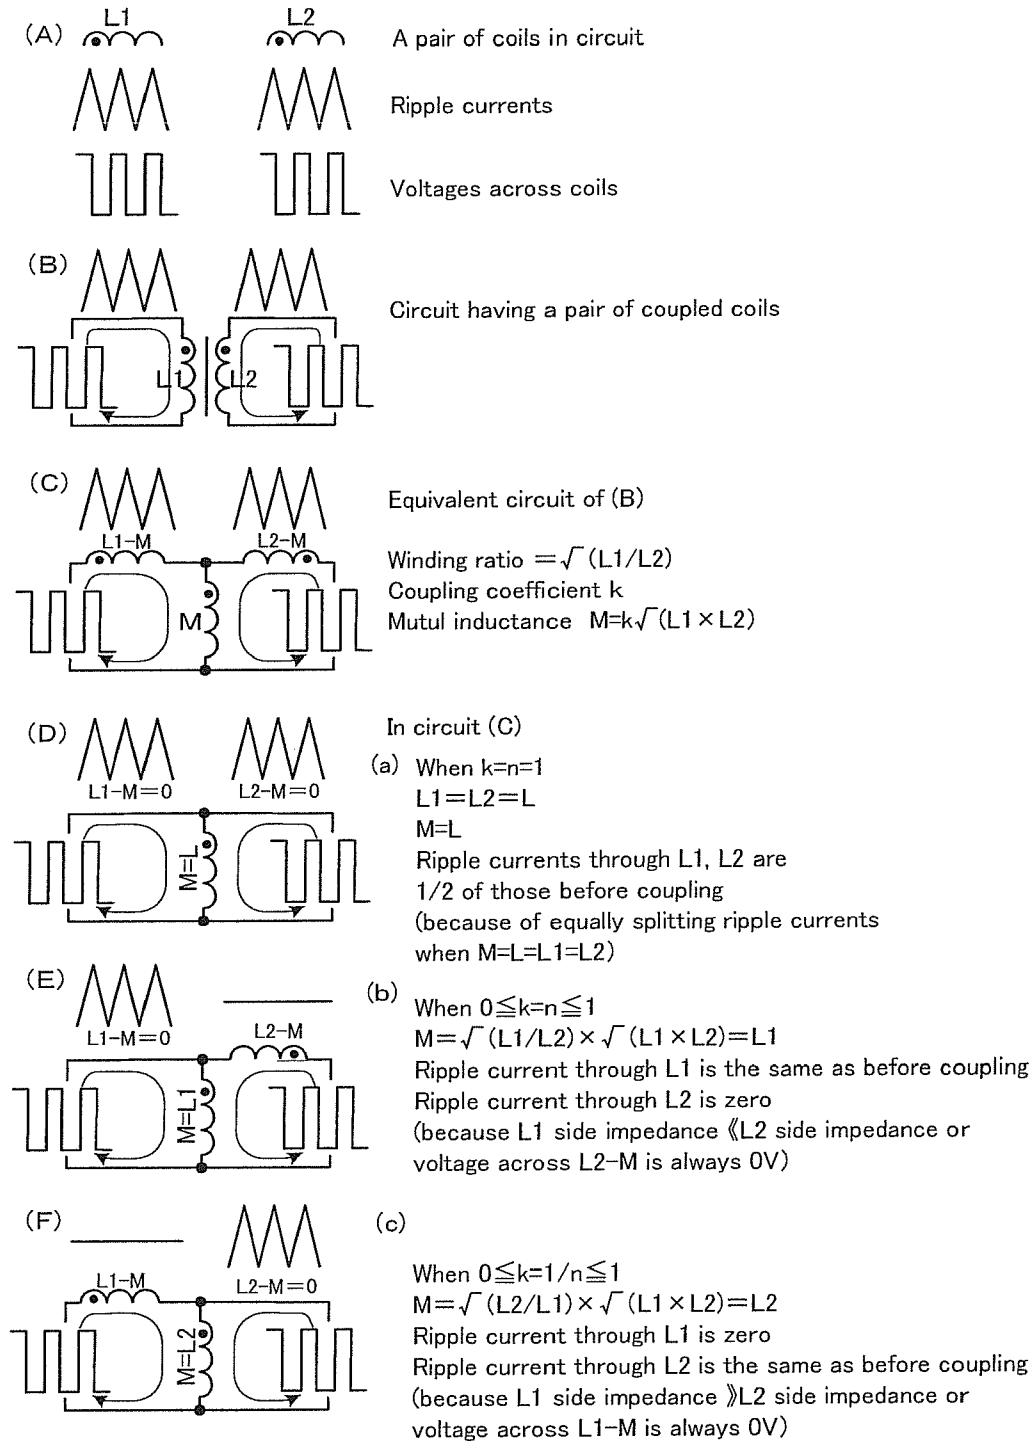 (A)
L1
L2
A pair of coils in circuit
Ripple currents
Voltages across coils
(B)
L1
L2
Circuit having a pair of coupled coils
(C)
L1-M
L2-M
M
Equivalent circuit of (B)
Winding ratio =√(L1/L2)
Coupling coefficient k
Mutul inductance M=k√(L1×L2)
(D)
L1-M=0
L2-M=0
M=L
In circuit (C)
(a) When k=n=1
L1=L2=L
M=L
Ripple currents through L1, L2 are
1/2 of those before coupling
(because of equally splitting ripple currents
when M=L=L1=L2)
(E)
L1-M=0
L2-M
M=L1
(b)
When 0≦k=n≦1
M=√(L1/L2)×√(L1×L2)=L1
Ripple current through L1 is the same as before coupling
Ripple current through L2 is zero
(because L1 side impedance 《L2 side impedance or
voltage across L2-M is always 0V)
(F)
L1-M
L2-M=0
M=L2
(c)
When 0≦k=1/n≦1
M=√(L2/L1)×√(L1×L2)=L2
Ripple current through L1 is zero
Ripple current through L2 is the same as before coupling
(because L1 side impedance 》L2 side impedance or
voltage across L1-M is always 0V)